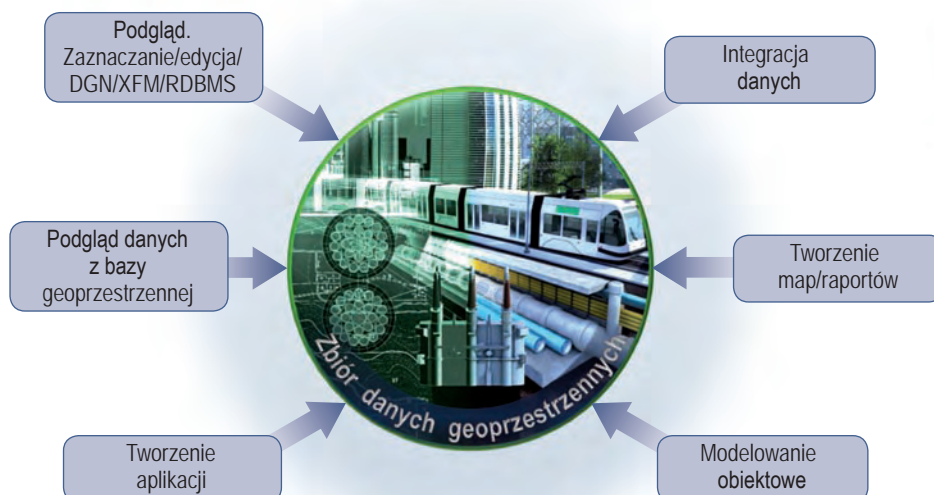 Podgląd.
Zaznaczanie/edycja/
DGN/XFM/RDBMS
Integracja
danych
Podgląd danych
z bazy
geoprzestrzennej
Tworzenie
map/raportów
Zbiór danych geoprzestrzennych
Tworzenie
aplikacji
Modelowanie
obiektowe